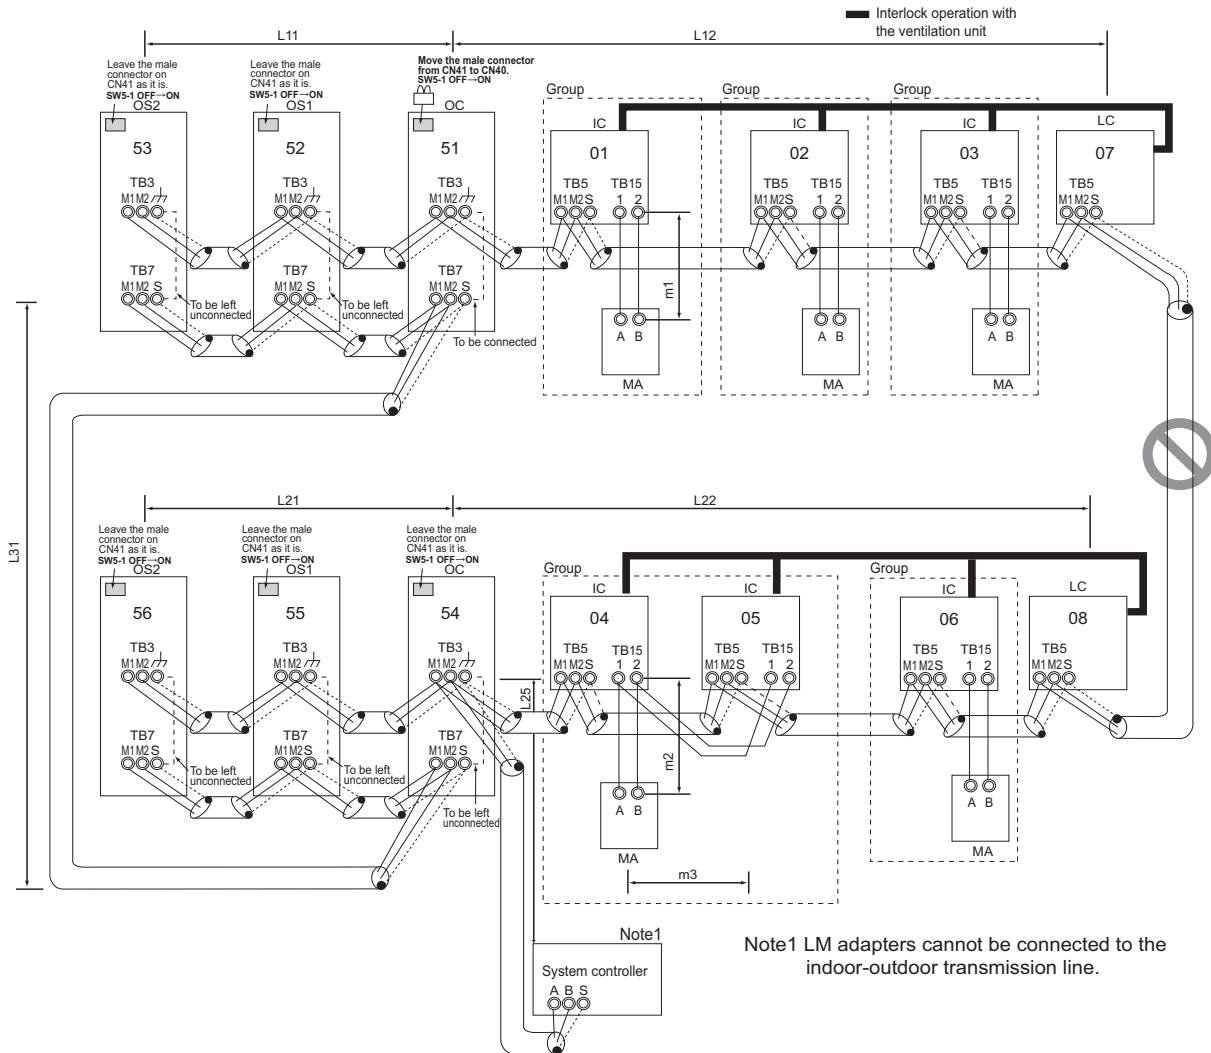 Interlock operation with
the ventilation unit
L11
L12
Leave the male
connector on
CN41 as it is.
SW5-1 OFF→ON
OS2
Leave the male
connector on
CN41 as it is.
SW5-1 OFF→ON
OS1
Move the male connector
from CN41 to CN40.
SW5-1 OFF→ON
OC
Group
Group
Group
IC
IC
IC
LC
53
52
51
01
02
03
07
TB3
TB3
TB3
TB5
TB15
TB5
TB15
TB5
TB15
TB5
M1 M2
M1 M2
M1 M2
M1 M2 S
1 2
M1 M2 S
1 2
M1 M2 S
1 2
M1 M2 S
TB7
TB7
TB7
M1 M2 S
M1 M2 S
M1 M2 S
To be left
unconnected
To be left
unconnected
To be connected
m1
A B
A B
A B
MA
MA
MA
L31
L21
L22
Leave the male
connector on
CN41 as it is.
SW5-1 OFF→ON
OS2
Leave the male
connector on
CN41 as it is.
SW5-1 OFF→ON
OS1
Leave the male
connector on
CN41 as it is.
SW5-1 OFF→ON
OC
Group
Group
IC
IC
IC
LC
56
55
54
04
05
06
08
TB3
TB3
TB3
TB5
TB15
TB5
TB15
TB5
TB15
TB5
M1 M2
M1 M2
M1 M2
M1 M2 S
1 2
M1 M2 S
1 2
M1 M2 S
1 2
M1 M2 S
L25
TB7
TB7
TB7
M1 M2 S
M1 M2 S
M1 M2 S
To be left
unconnected
To be left
unconnected
To be left
unconnected
m2
A B
A B
MA
MA
m3
Note1
System controller
A B S
Note1 LM adapters cannot be connected to the
indoor-outdoor transmission line.